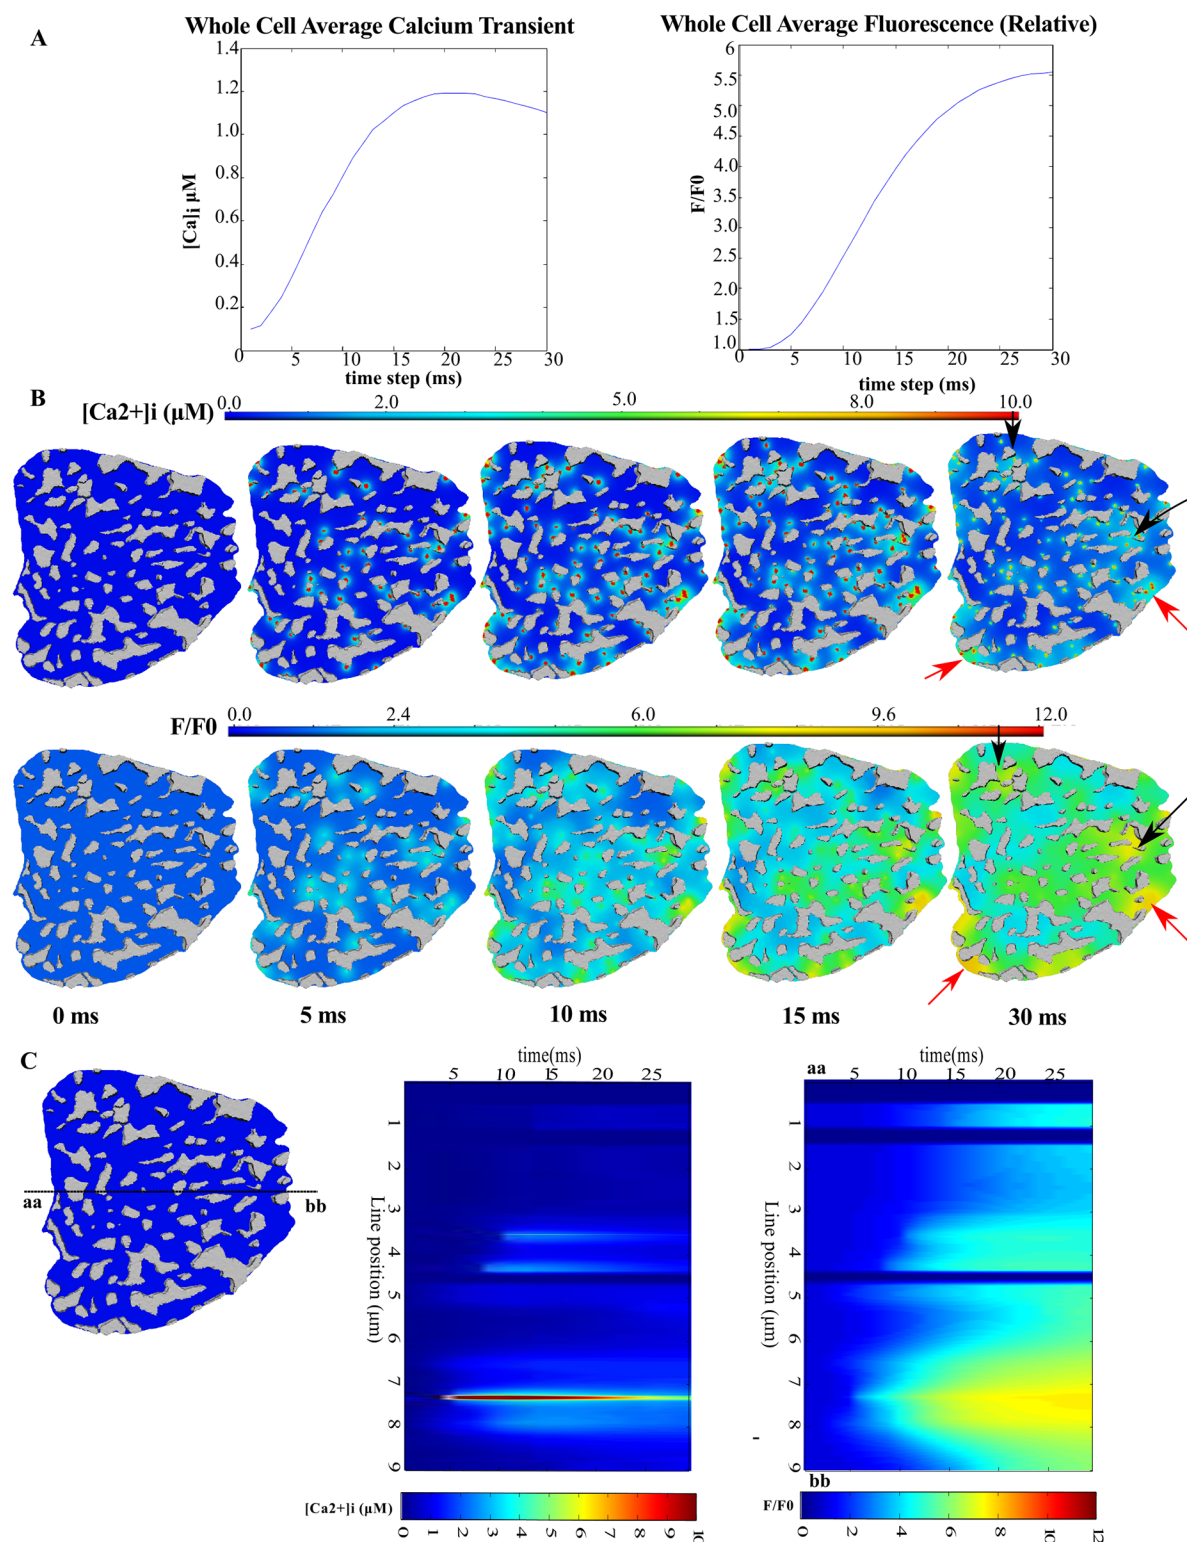 A
Whole Cell Average Calcium Transient
Whole Cell Average Fluorescence (Relative)
1.4
1.2
1.0
0.8
0.6
0.4
0.2
[Ca]i µM
0 5 10 15 20 25 30
time step (ms)
6
5.5
5.0
4.5
4.0
3.5
3.0
2.5
2.0
1.5
1.0
F/F0
0 5 10 15 20 25 30
time step (ms)
B
[Ca2+]i (µM)
0.0 2.0 5.0 8.0 10.0
F/F0
0.0 2.4 6.0 9.6 12.0
0 ms 5 ms 10 ms 15 ms 30 ms
C
aa
bb
time(ms)
5 10 15 20 25
Line position (µm)
1
2
3
4
5
6
7
8
9
[Ca2+]i (µM)
0 1 2 3 4 5 6 7 8 9 10
aa
time(ms)
5 10 15 20 25
Line position (µm)
1
2
3
4
5
6
7
8
9
bb
F/F0
0 2 4 6 8 10 12